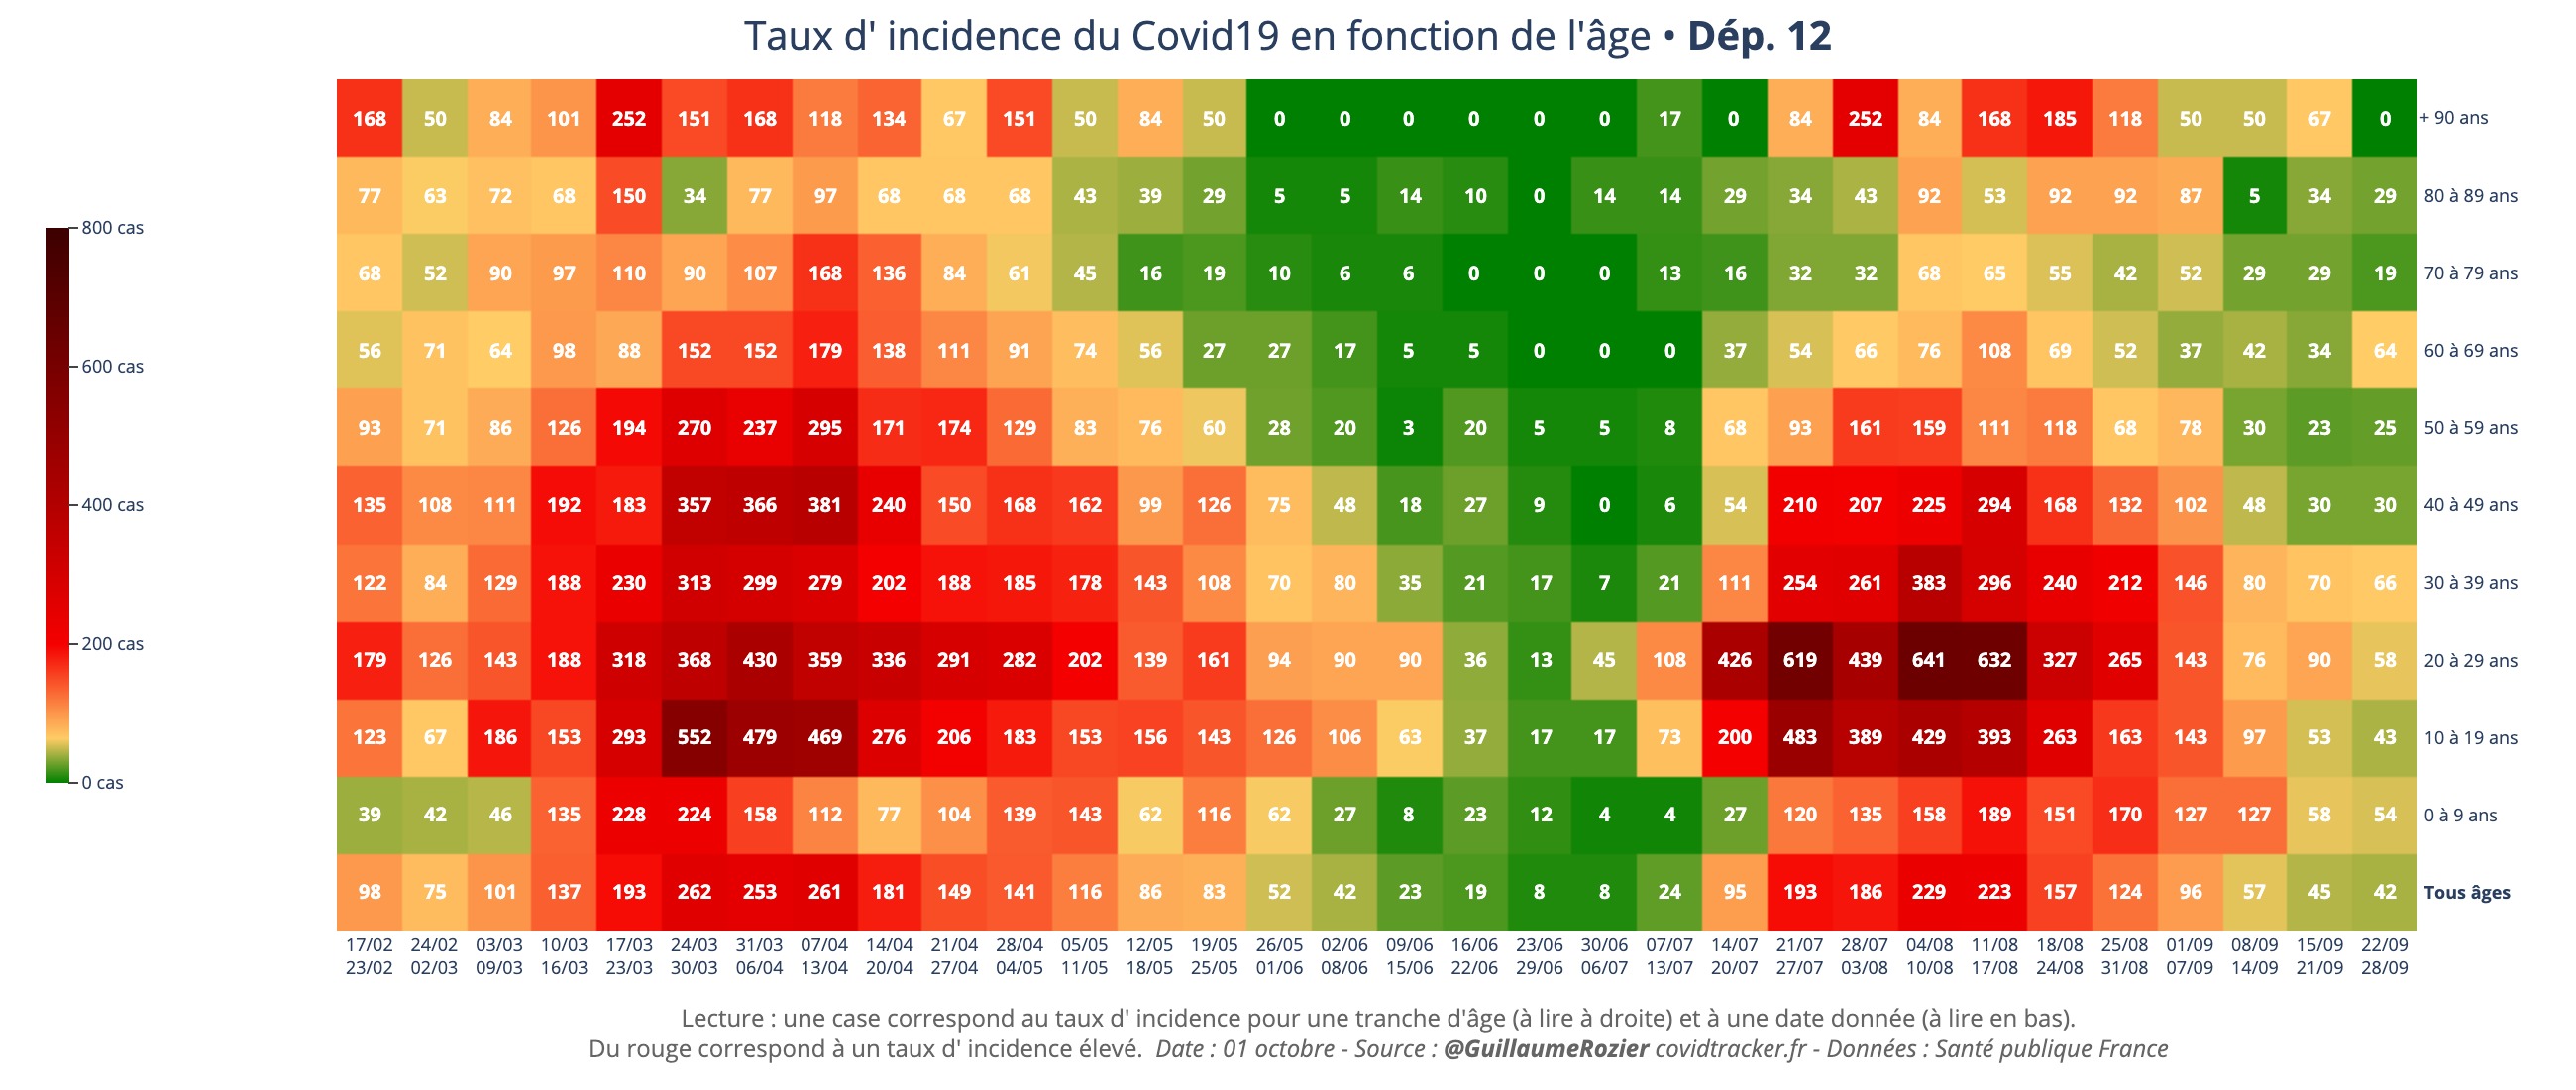 Taux d' incidence du Covid19 en fonction de l'âge • Dép. 12
800 cas
600 cas
400 cas
200 cas
0 cas
168 50 84 101 252 151 168 118 134 67 151 50 84 50 0 0 0 0 0 0 17 0 84 252 84 168 185 118 50 50 67 0 + 90 ans
77 63 72 68 150 34 77 97 68 68 68 43 39 29 5 5 14 10 0 14 14 29 34 43 92 53 92 92 87 5 34 29 80 à 89 ans
68 52 90 97 110 90 107 168 136 84 61 45 16 19 10 6 6 0 0 0 13 16 32 32 68 65 55 42 52 29 29 19 70 à 79 ans
56 71 64 98 88 152 152 179 138 111 91 74 56 27 27 17 5 5 0 0 0 37 54 66 76 108 69 52 37 42 34 64 60 à 69 ans
93 71 86 126 194 270 237 295 171 174 129 83 76 60 28 20 3 20 5 5 8 68 93 161 159 111 118 68 78 30 23 25 50 à 59 ans
135 108 111 192 183 357 366 381 240 150 168 162 99 126 75 48 18 27 9 0 6 54 210 207 225 294 168 132 102 48 30 30 40 à 49 ans
122 84 129 188 230 313 299 279 202 188 185 178 143 108 70 80 35 21 17 7 21 111 254 261 383 296 240 212 146 80 70 66 30 à 39 ans
179 126 143 188 318 368 430 359 336 291 282 202 139 161 94 90 90 36 13 45 108 426 619 439 641 632 327 265 143 76 90 58 20 à 29 ans
123 67 186 153 293 552 479 469 276 206 183 153 156 143 126 106 63 37 17 17 73 200 483 389 429 393 263 163 143 97 53 43 10 à 19 ans
39 42 46 135 228 224 158 112 77 104 139 143 62 116 62 27 8 23 12 4 4 27 120 135 158 189 151 170 127 127 58 54 0 à 9 ans
98 75 101 137 193 262 253 261 181 149 141 116 86 83 52 42 23 19 8 8 24 95 193 186 229 223 157 124 96 57 45 42 Tous âges
17/02 24/02 03/03 10/03 17/03 24/03 31/03 07/04 14/04 21/04 28/04 05/05 12/05 19/05 26/05 02/06 09/06 16/06 23/06 30/06 07/07 14/07 21/07 28/07 04/08 11/08 18/08 25/08 01/09 08/09 15/09 22/09
23/02 02/03 09/03 16/03 23/03 30/03 06/04 13/04 20/04 27/04 04/05 11/05 18/05 25/05 01/06 08/06 15/06 22/06 29/06 06/07 13/07 20/07 27/07 03/08 10/08 17/08 24/08 31/08 07/09 14/09 21/09 28/09
Lecture : une case correspond au taux d' incidence pour une tranche d'âge (à lire à droite) et à une date donnée (à lire en bas).
Du rouge correspond à un taux d' incidence élevé. Date : 01 octobre - Source : @GuillaumeRozier covidtracker.fr - Données : Santé publique France